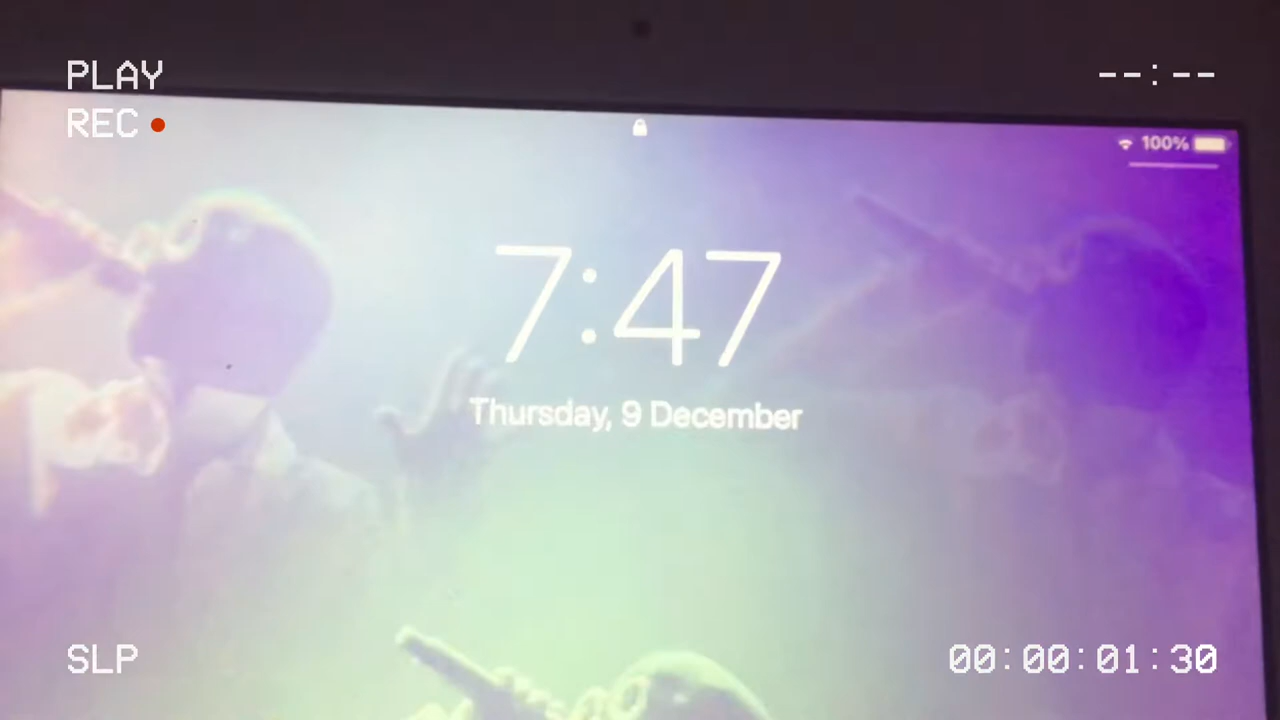 PLAY
--:--
REC
100%
7:47
Thursday, 9 December
SLP
00:00:01:30